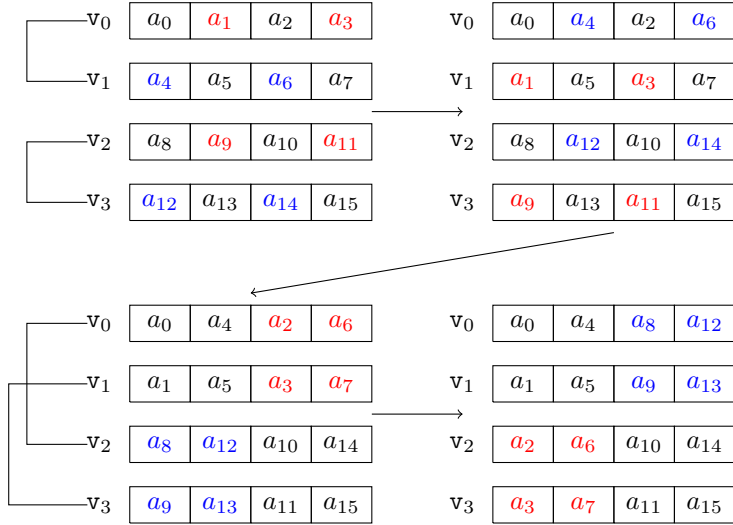 v₀ a₀ a₁ a₂ a₃ v₀ a₀ a₄ a₂ a₆
v₁ a₄ a₅ a₆ a₇ v₁ a₁ a₅ a₃ a₇
v₂ a₈ a₉ a₁₀ a₁₁ v₂ a₈ a₁₂ a₁₀ a₁₄
v₃ a₁₂ a₁₃ a₁₄ a₁₅ v₃ a₉ a₁₃ a₁₁ a₁₅
v₀ a₀ a₄ a₂ a₆ v₀ a₀ a₄ a₈ a₁₂
v₁ a₁ a₅ a₃ a₇ v₁ a₁ a₅ a₉ a₁₃
v₂ a₈ a₁₂ a₁₀ a₁₄ v₂ a₂ a₆ a₁₀ a₁₄
v₃ a₉ a₁₃ a₁₁ a₁₅ v₃ a₃ a₇ a₁₁ a₁₅